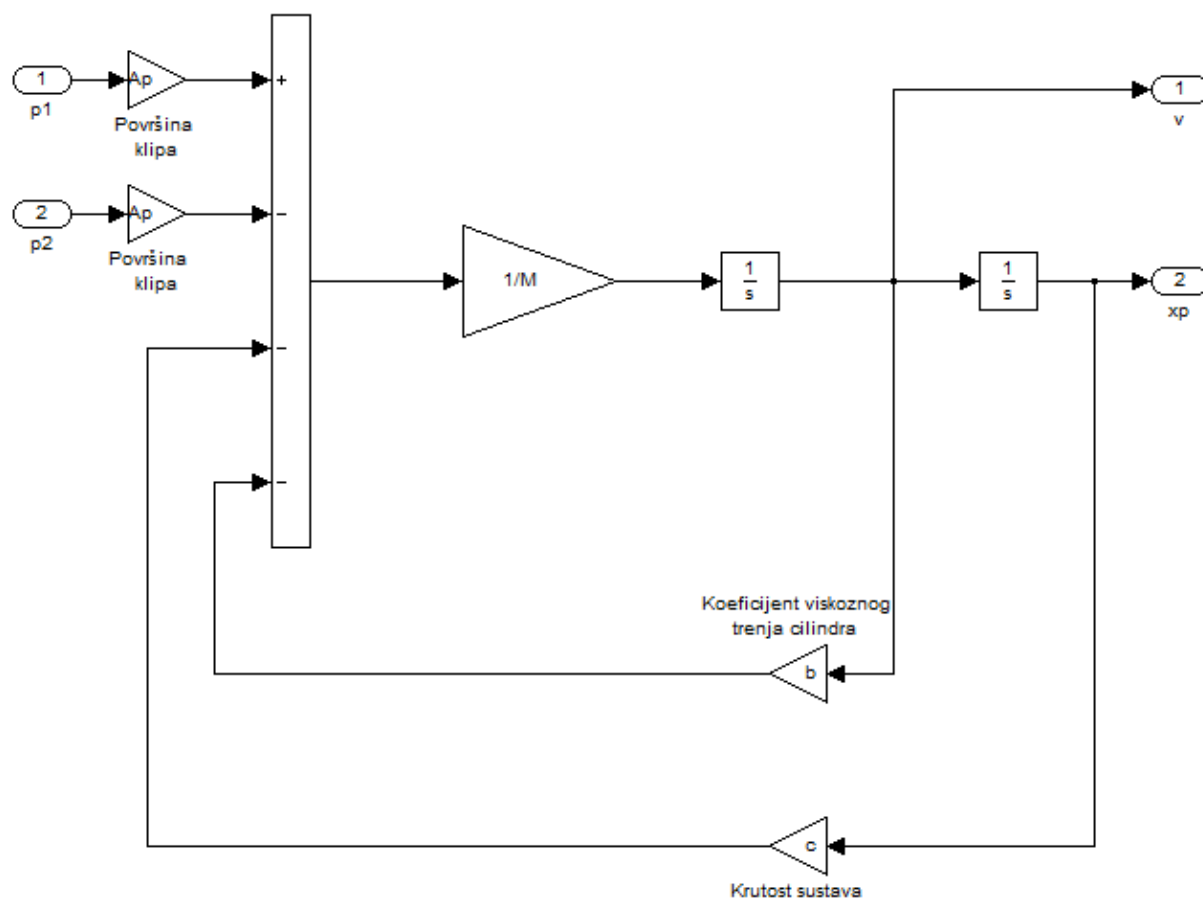 1
p1
Ap
Površina
klipa
+
2
p2
Ap
Površina
klipa
−
−
−
1/M
1
s
1
s
1
v
2
xp
Koeficijent viskoznog
trenja cilindra
b
c
Krutost sustava